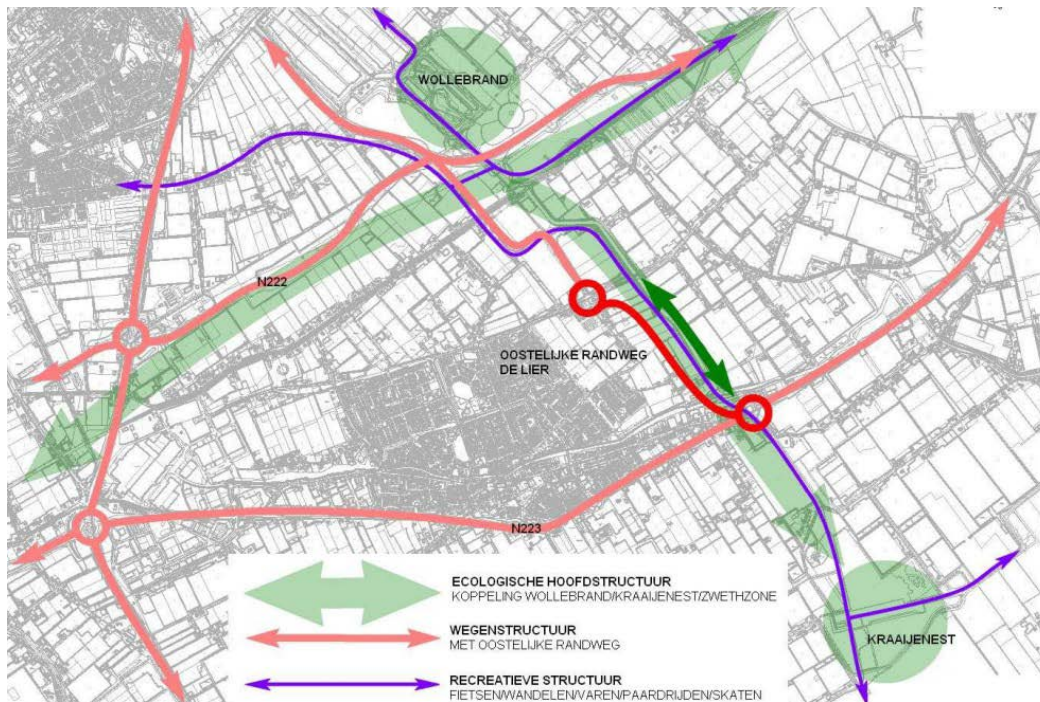 WOLLEBRAND
N222
OOSTELIJKE RANDWEG
DE LIER
N223
ECOLOGISCHE HOOFDSTRUCTUUR
KOPPELING WOLLEBRAND/KRAAIJENEST/ZWETHZONE
WEGENSTRUCTUUR
MET OOSTELIJKE RANDWEG
KRAAIJENEST
RECREATIEVE STRUCTUUR
FIETSEN/WANDELEN/VAREN/PAARDRIJDEN/SKATEN